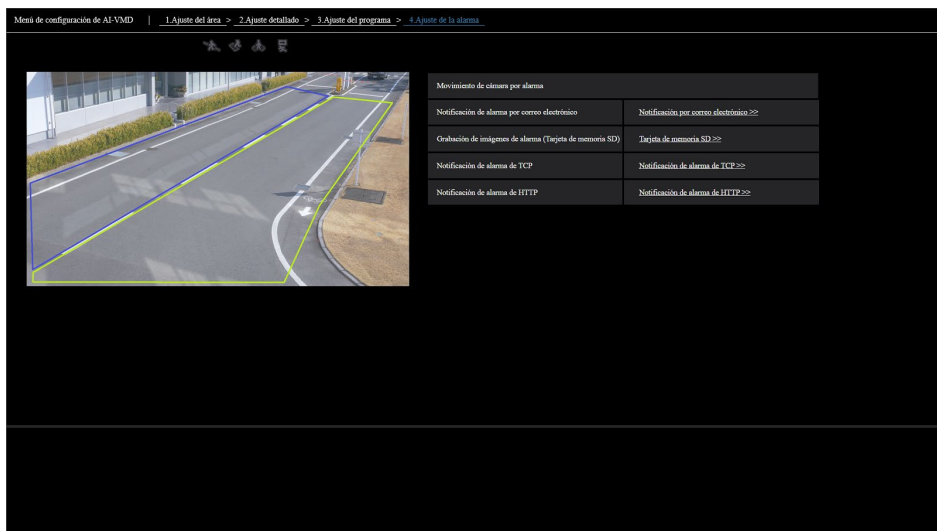 Menú de configuración de AI-VMD | 1.Ajuste del área > 2.Ajuste detallado > 3.Ajuste del programa > 4.Ajuste de la alarma
Movimiento de cámara por alarma
Notificación de alarma por correo electrónico Notificación por correo electrónico >>
Grabación de imágenes de alarma (Tarjeta de memoria SD) Tarjeta de memoria SD >>
Notificación de alarma de TCP Notificación de alarma de TCP >>
Notificación de alarma de HTTP Notificación de alarma de HTTP >>